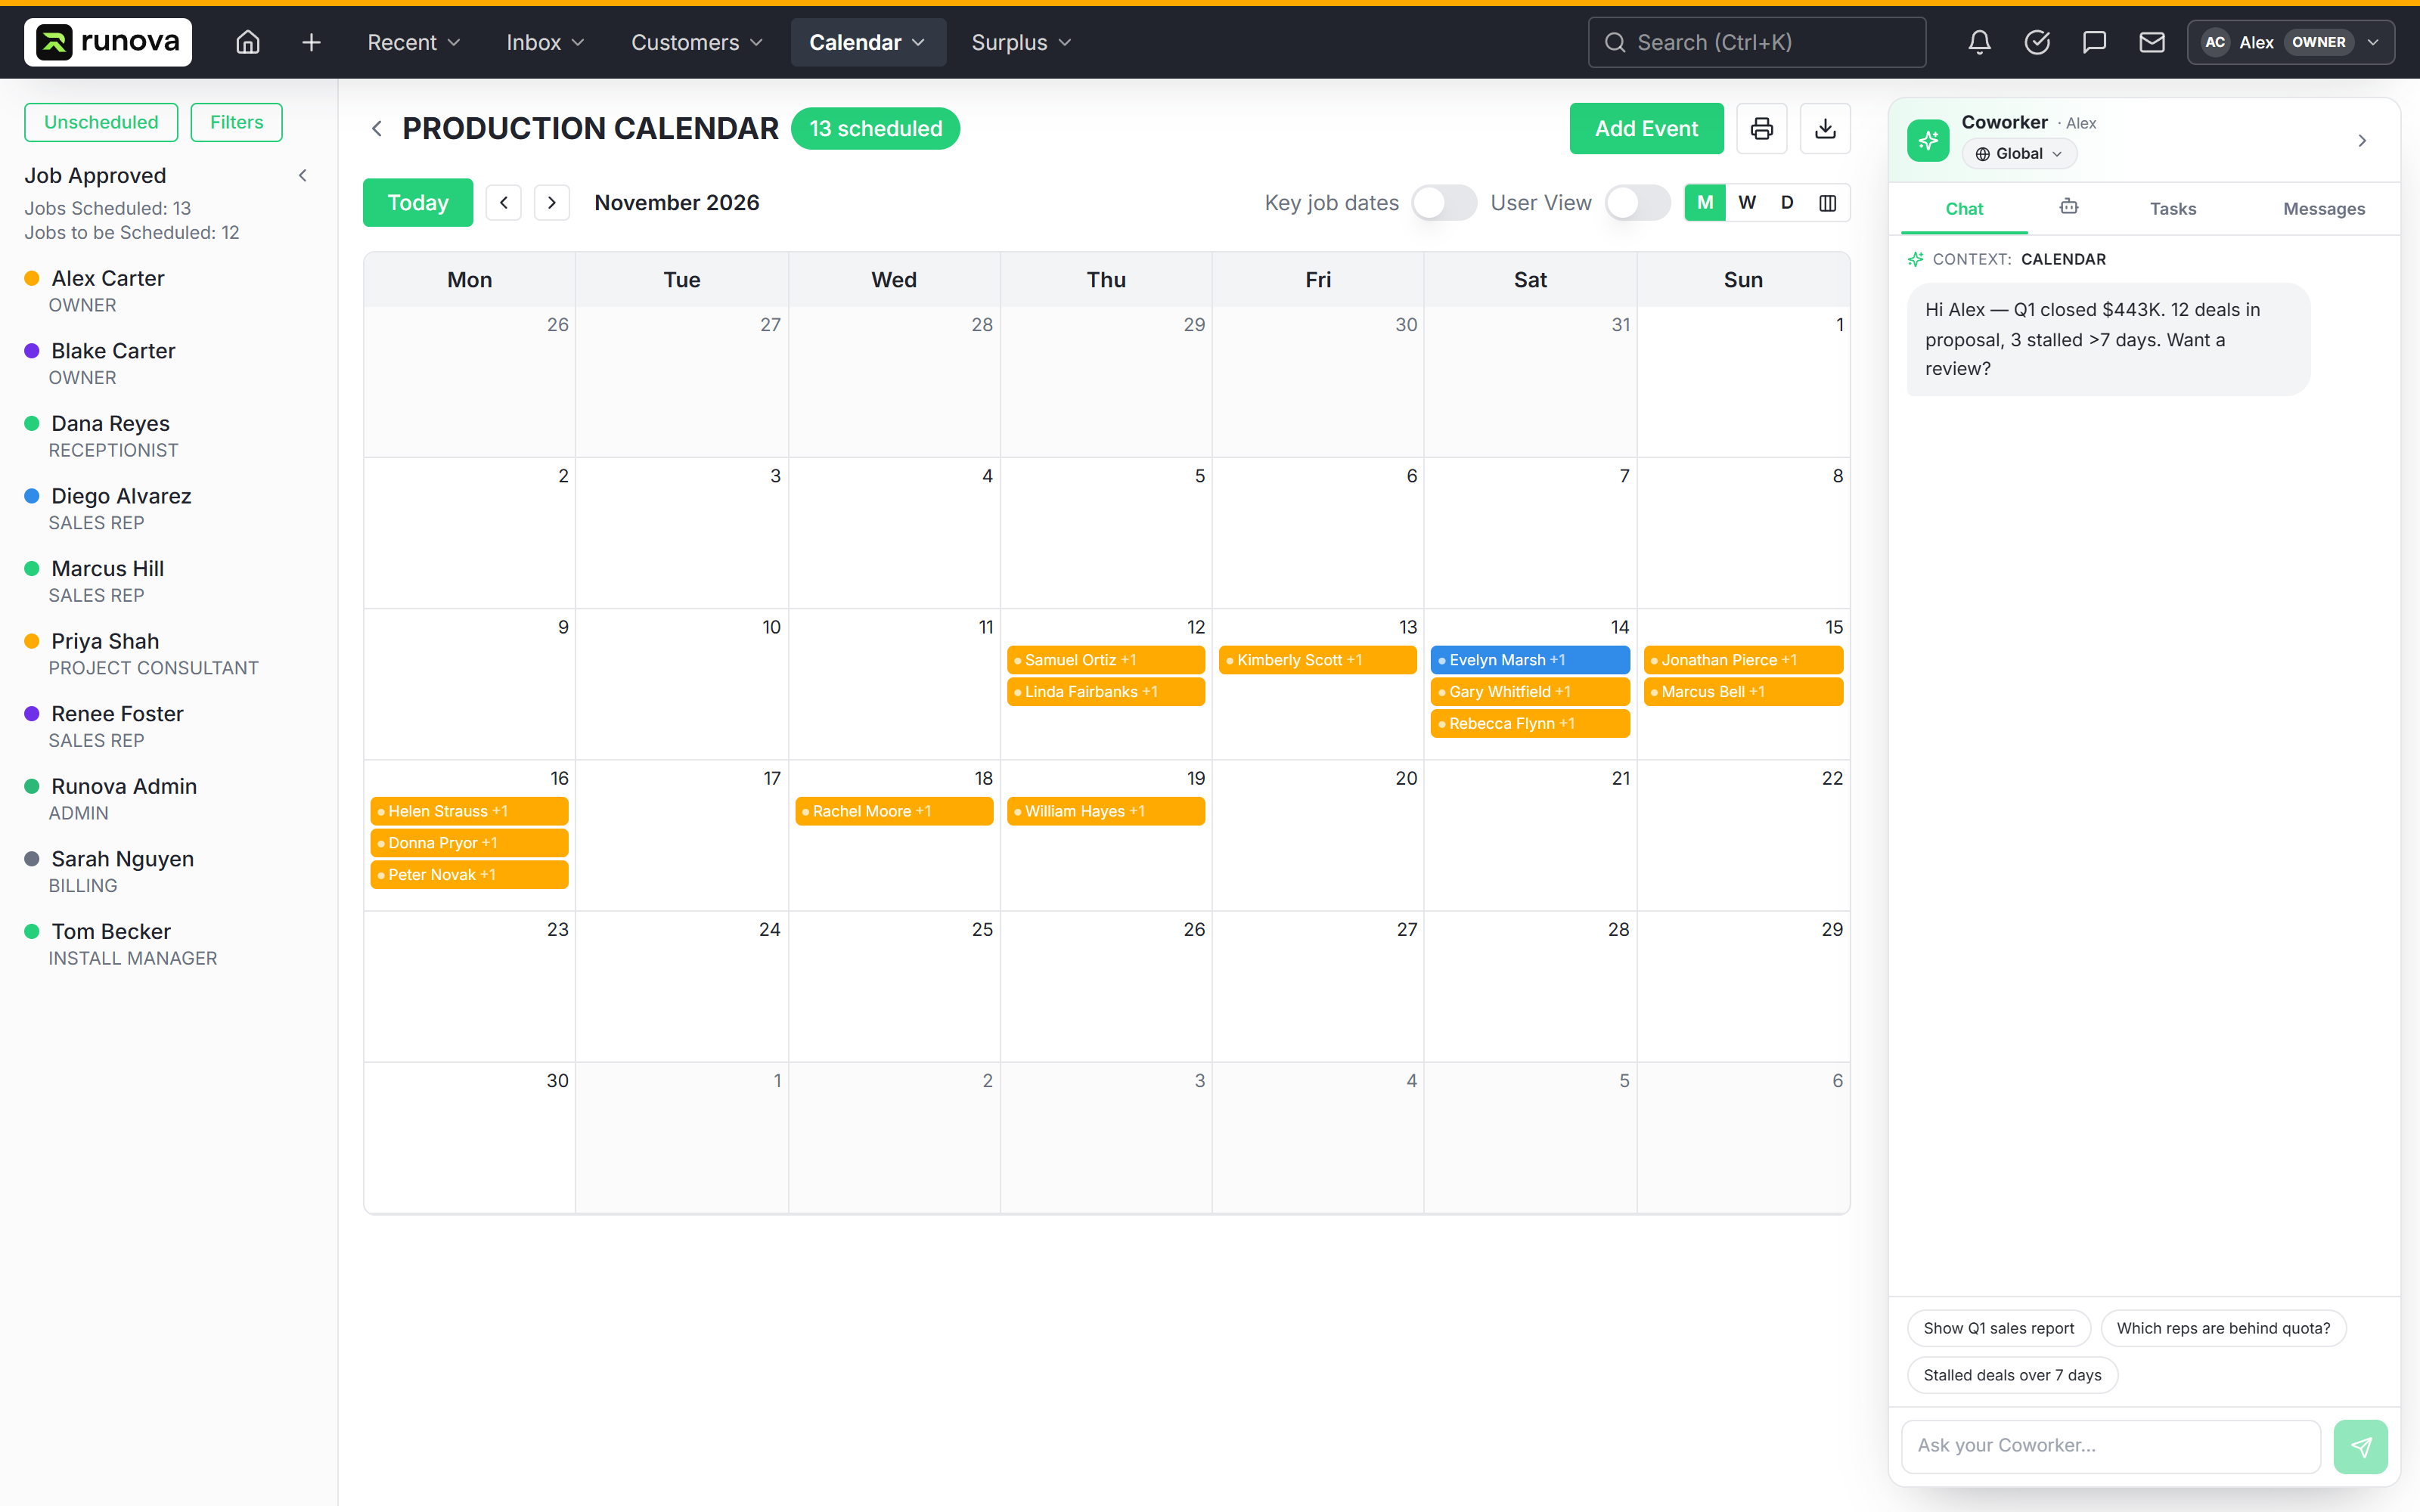 runova
Recent
Inbox
Customers
Calendar
Surplus
Search (Ctrl+K)
AC Alex OWNER
Unscheduled
Filters
Job Approved
Jobs Scheduled: 13
Jobs to be Scheduled: 12
Alex Carter
OWNER
Blake Carter
OWNER
Dana Reyes
RECEPTIONIST
Diego Alvarez
SALES REP
Marcus Hill
SALES REP
Priya Shah
PROJECT CONSULTANT
Renee Foster
SALES REP
Runova Admin
ADMIN
Sarah Nguyen
BILLING
Tom Becker
INSTALL MANAGER
PRODUCTION CALENDAR
13 scheduled
Add Event
Today
November 2026
Key job dates
User View
M W D
Mon Tue Wed Thu Fri Sat Sun
26 27 28 29 30 31 1
2 3 4 5 6 7 8
9 10 11 12 13 14 15
Samuel Ortiz +1
Linda Fairbanks +1
Kimberly Scott +1
Evelyn Marsh +1
Gary Whitfield +1
Rebecca Flynn +1
Jonathan Pierce +1
Marcus Bell +1
16 17 18 19 20 21 22
Helen Strauss +1
Donna Pryor +1
Peter Novak +1
Rachel Moore +1
William Hayes +1
23 24 25 26 27 28 29
30 1 2 3 4 5 6
Coworker · Alex
Global
Chat
Tasks
Messages
CONTEXT: CALENDAR
Hi Alex — Q1 closed $443K. 12 deals in
proposal, 3 stalled >7 days. Want a
review?
Show Q1 sales report
Which reps are behind quota?
Stalled deals over 7 days
Ask your Coworker...